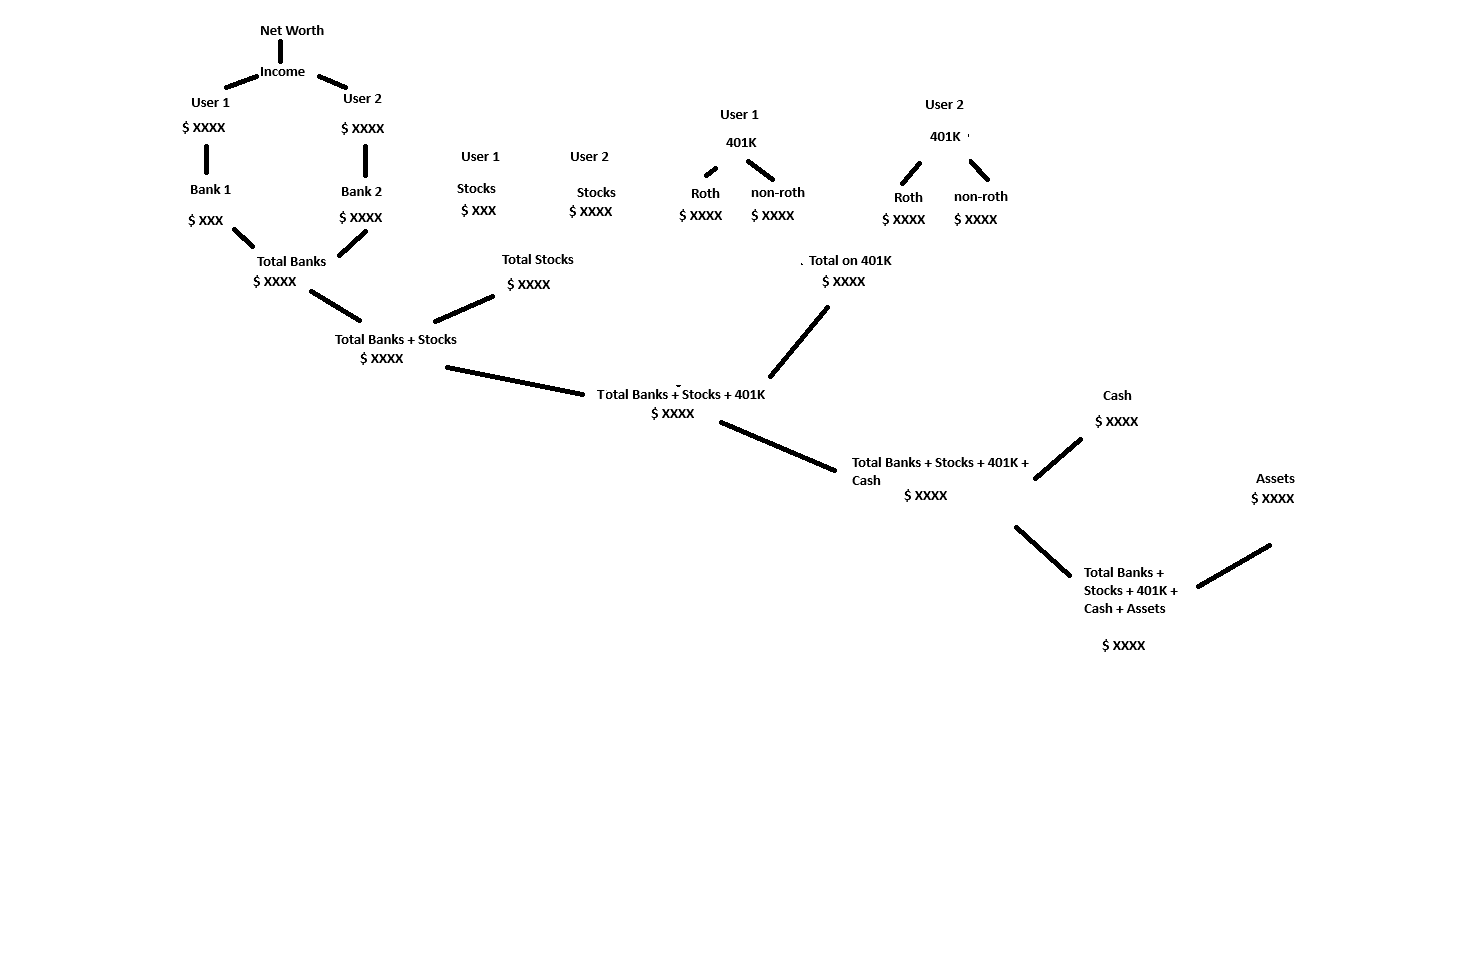 Net Worth
Income
User 1
User 2
$ XXXX
$ XXXX
Bank 1
Bank 2
$ XXX
$ XXXX
Total Banks
$ XXXX
User 1
User 2
Stocks
Stocks
$ XXX
$ XXXX
Total Stocks
$ XXXX
User 1
401K
Roth
non-roth
$ XXXX
$ XXXX
User 2
401K
Roth
non-roth
$ XXXX
$ XXXX
Total on 401K
$ XXXX
Total Banks + Stocks
$ XXXX
Total Banks + Stocks + 401K
$ XXXX
Cash
$ XXXX
Total Banks + Stocks + 401K +
Cash
$ XXXX
Assets
$ XXXX
Total Banks +
Stocks + 401K +
Cash + Assets
$ XXXX